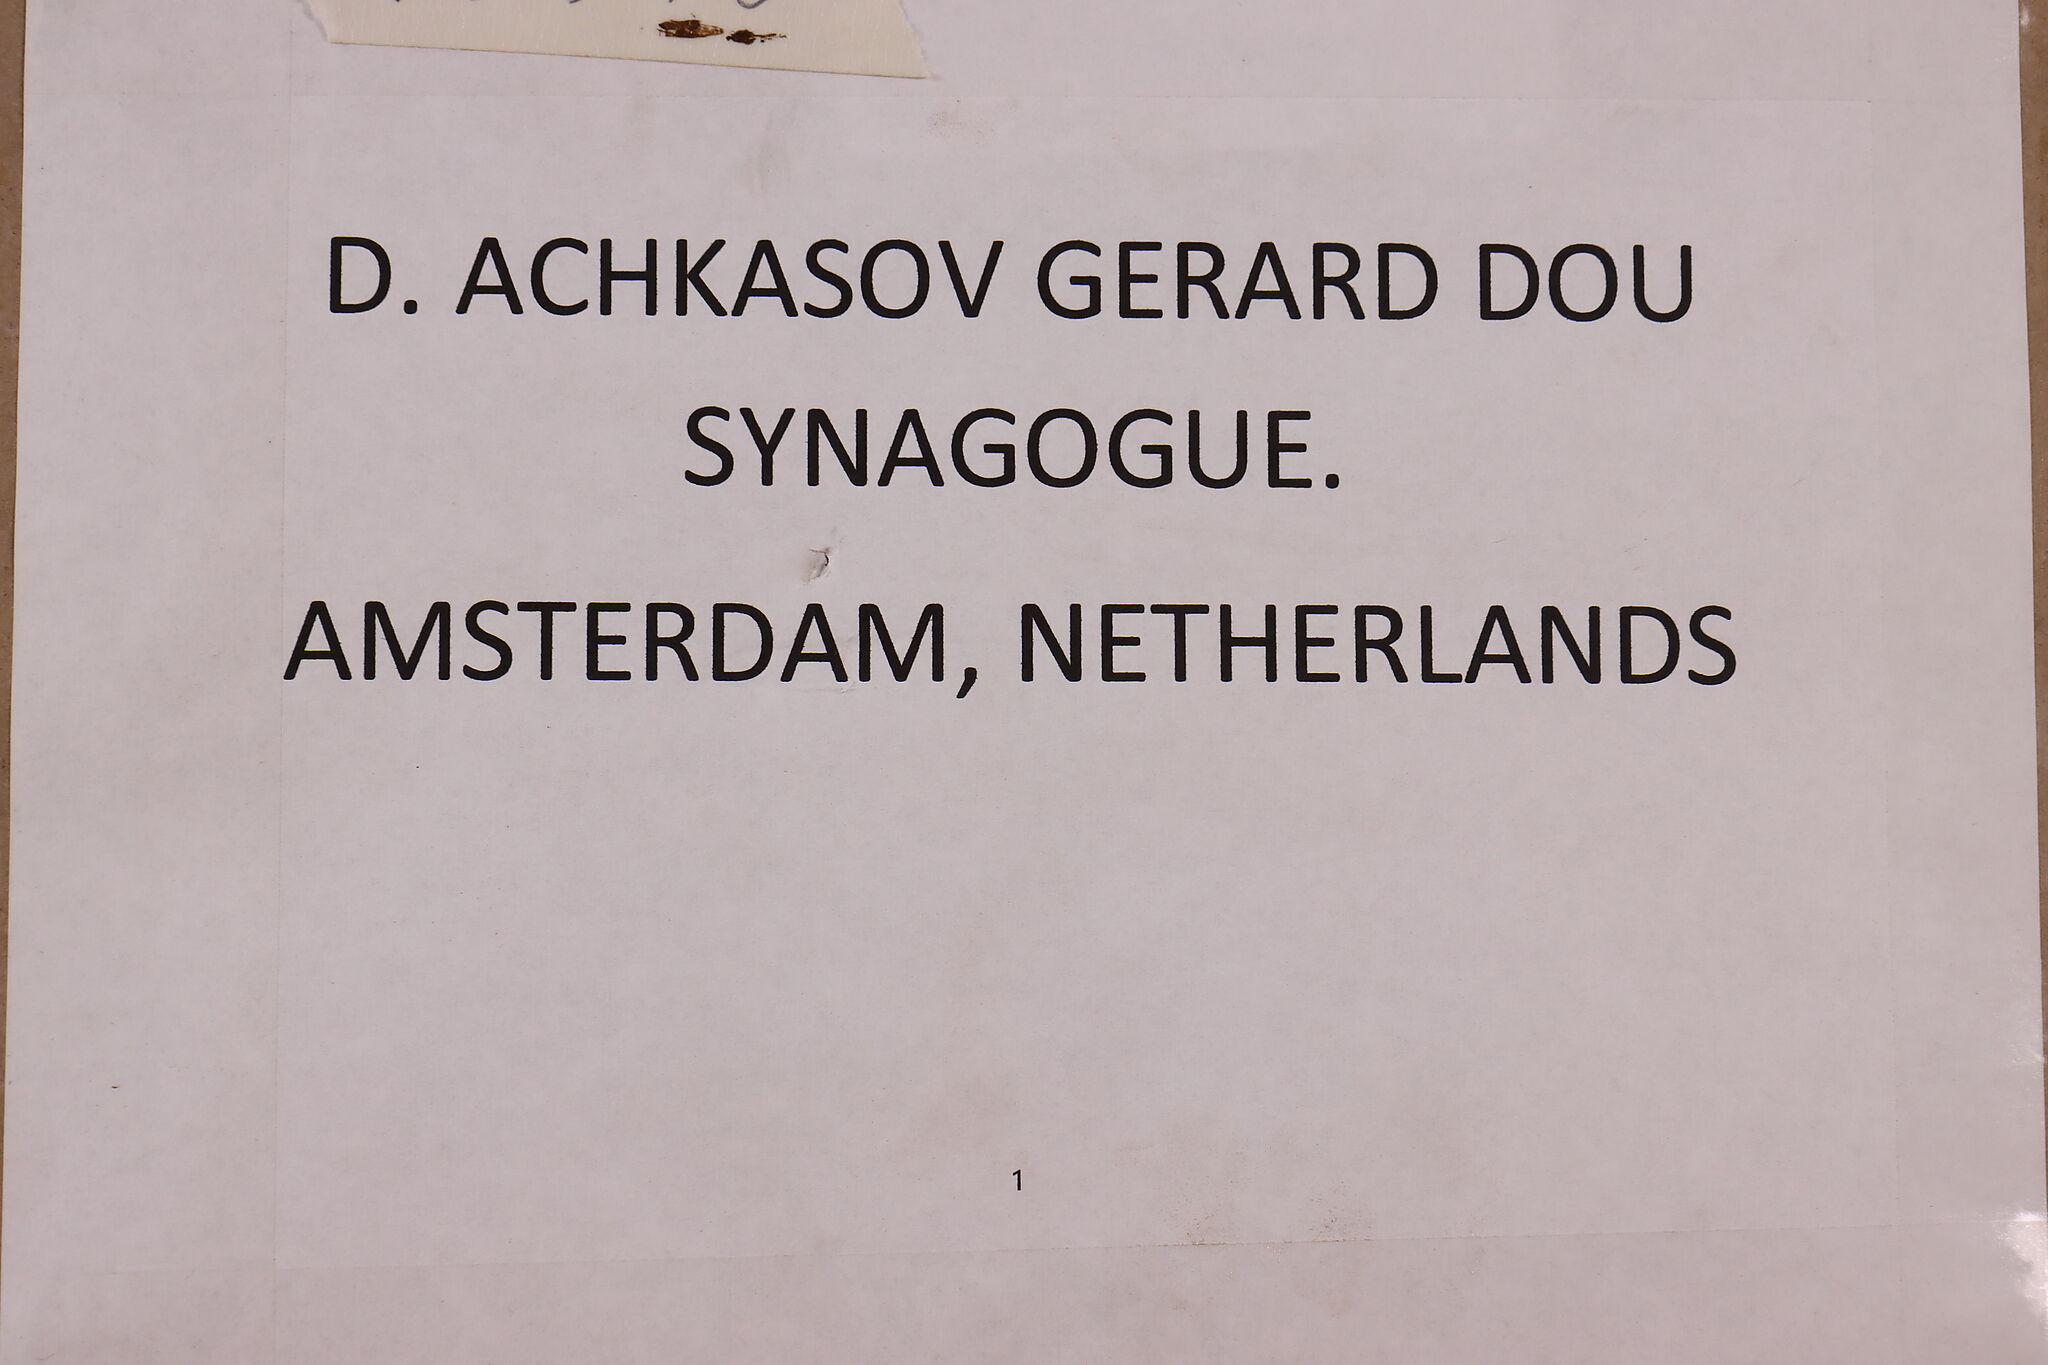 D. ACHKASOV GERARD DOU
SYNAGOGUE.
AMSTERDAM, NETHERLANDS
1